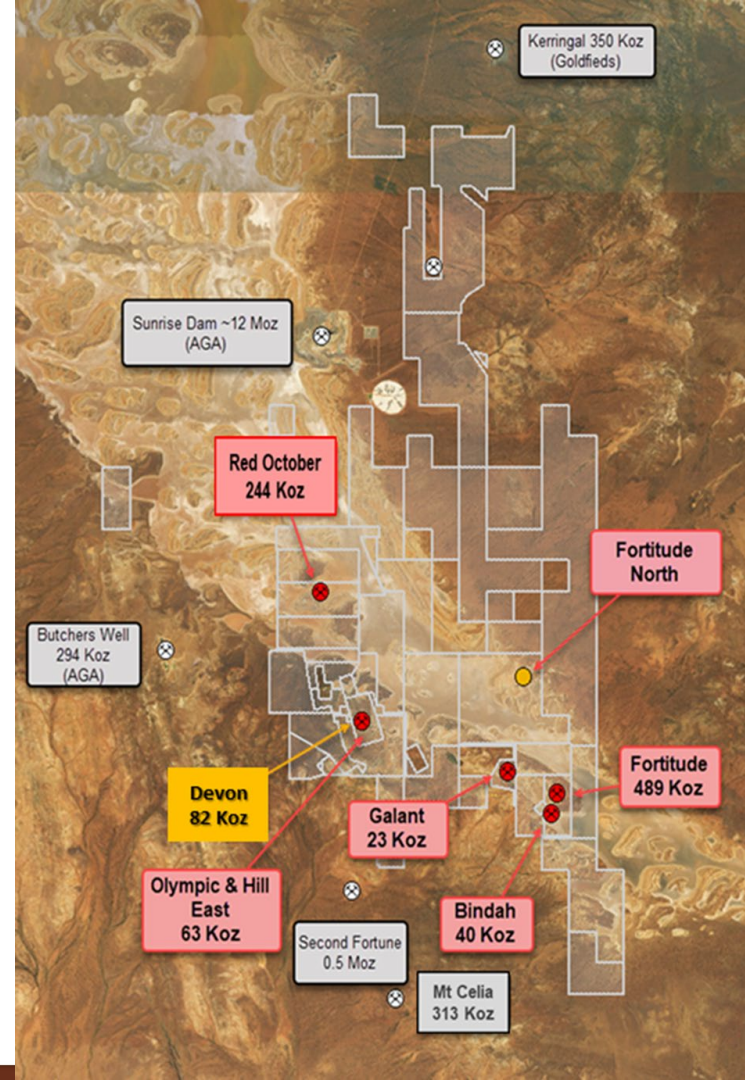 Kerringal 350 Koz
(Goldfieds)
Sunrise Dam ~12 Moz
(AGA)
Red October
244 Koz
Fortitude
North
Butchers Well
294 Koz
(AGA)
Fortitude
489 Koz
Devon
82 Koz
Galant
23 Koz
Olympic & Hill
East
63 Koz
Bindah
40 Koz
Second Fortune
0.5 Moz
Mt Celia
313 Koz